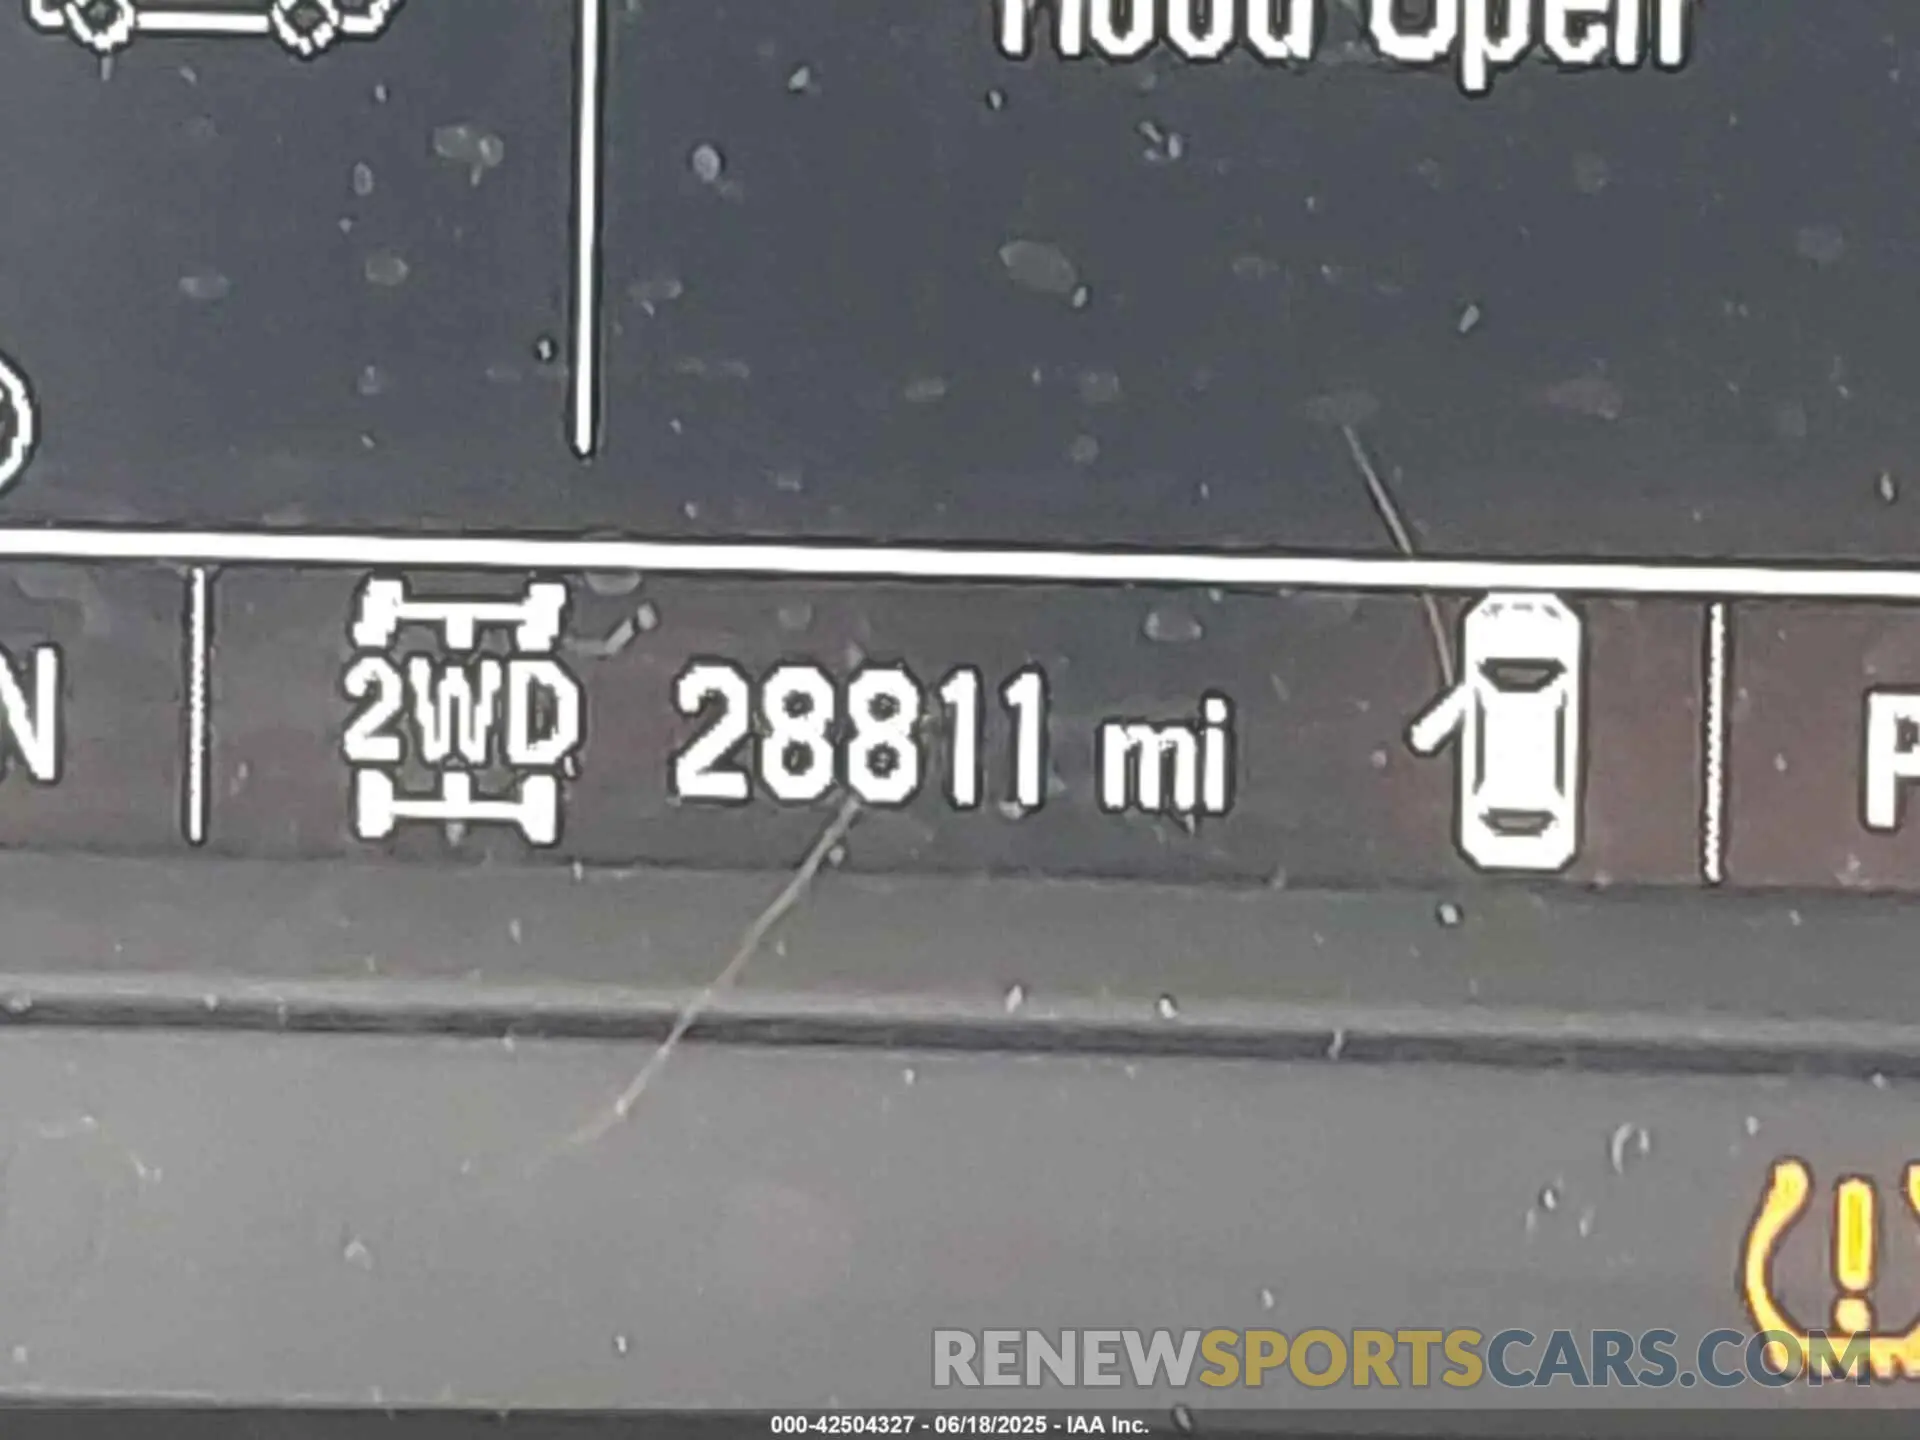 Hood Open
N
2WD 28811 mi
P
RENEWSPORTSCARS.COM
000-42504327 - 06/18/2025 - IAA Inc.